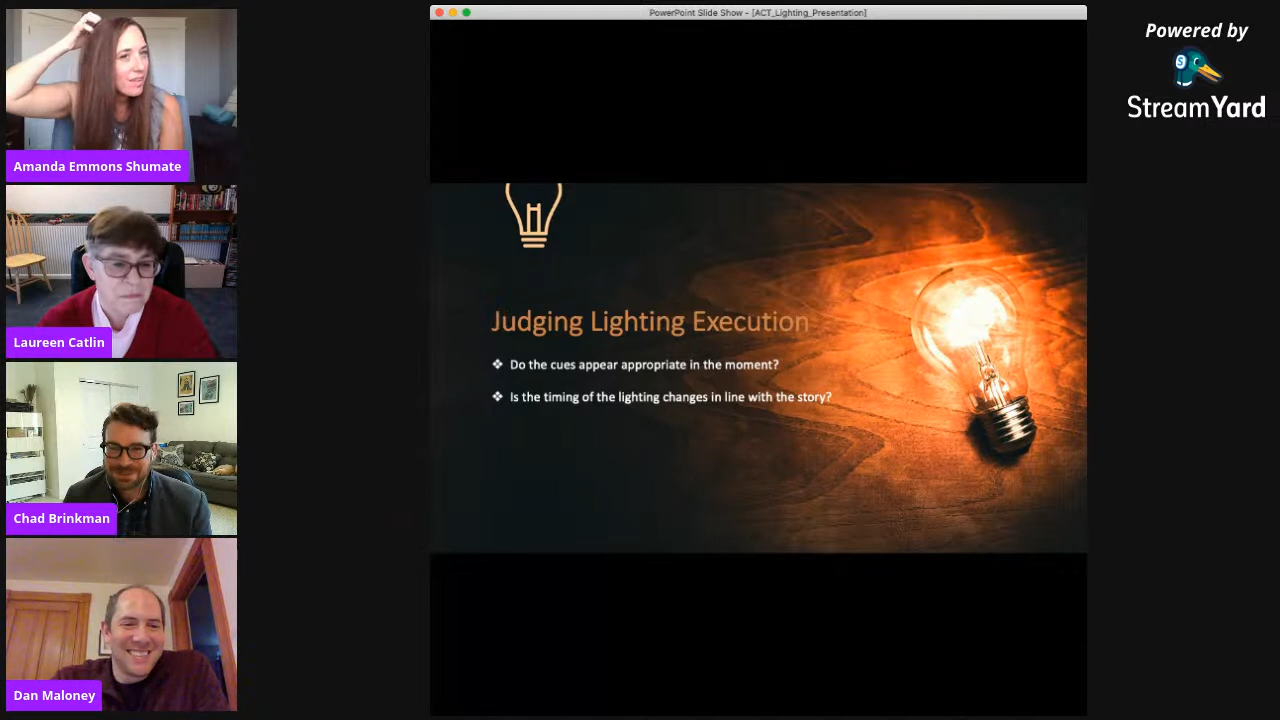 PowerPoint Slide Show - [ACT_Lighting_Presentation]
Powered by
StreamYard
Amanda Emmons Shumate
Laureen Catlin
Chad Brinkman
Dan Maloney
Judging Lighting Execution
❖ Do the cues appear appropriate in the moment?
❖ Is the timing of the lighting changes in line with the story?